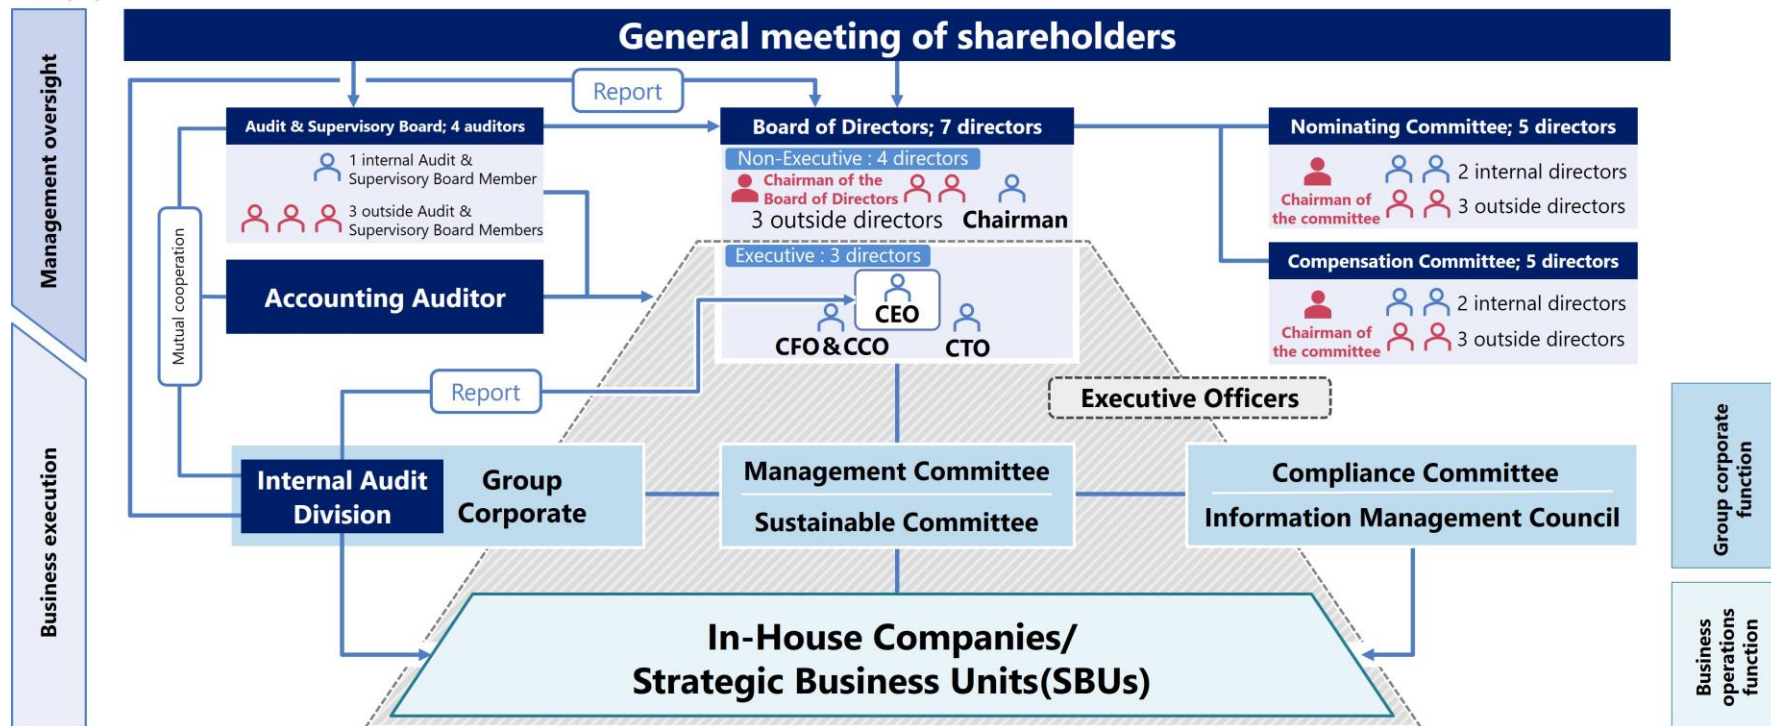 General meeting of shareholders
Management oversight
Report
Audit & Supervisory Board; 4 auditors
1 internal Audit &
Supervisory Board Member
3 outside Audit &
Supervisory Board Members
Board of Directors; 7 directors
Non-Executive : 4 directors
Chairman of the
Board of Directors
3 outside directors
Chairman
Executive : 3 directors
CEO
CFO & CCO
CTO
Nominating Committee; 5 directors
Chairman of
the committee
2 internal directors
3 outside directors
Compensation Committee; 5 directors
Chairman of
the committee
2 internal directors
3 outside directors
Mutual cooperation
Accounting Auditor
Report
Executive Officers
Business execution
Internal Audit
Division
Group
Corporate
Management Committee
Sustainable Committee
Compliance Committee
Information Management Council
Group corporate
function
In-House Companies/
Strategic Business Units(SBUs)
Business
operations
function